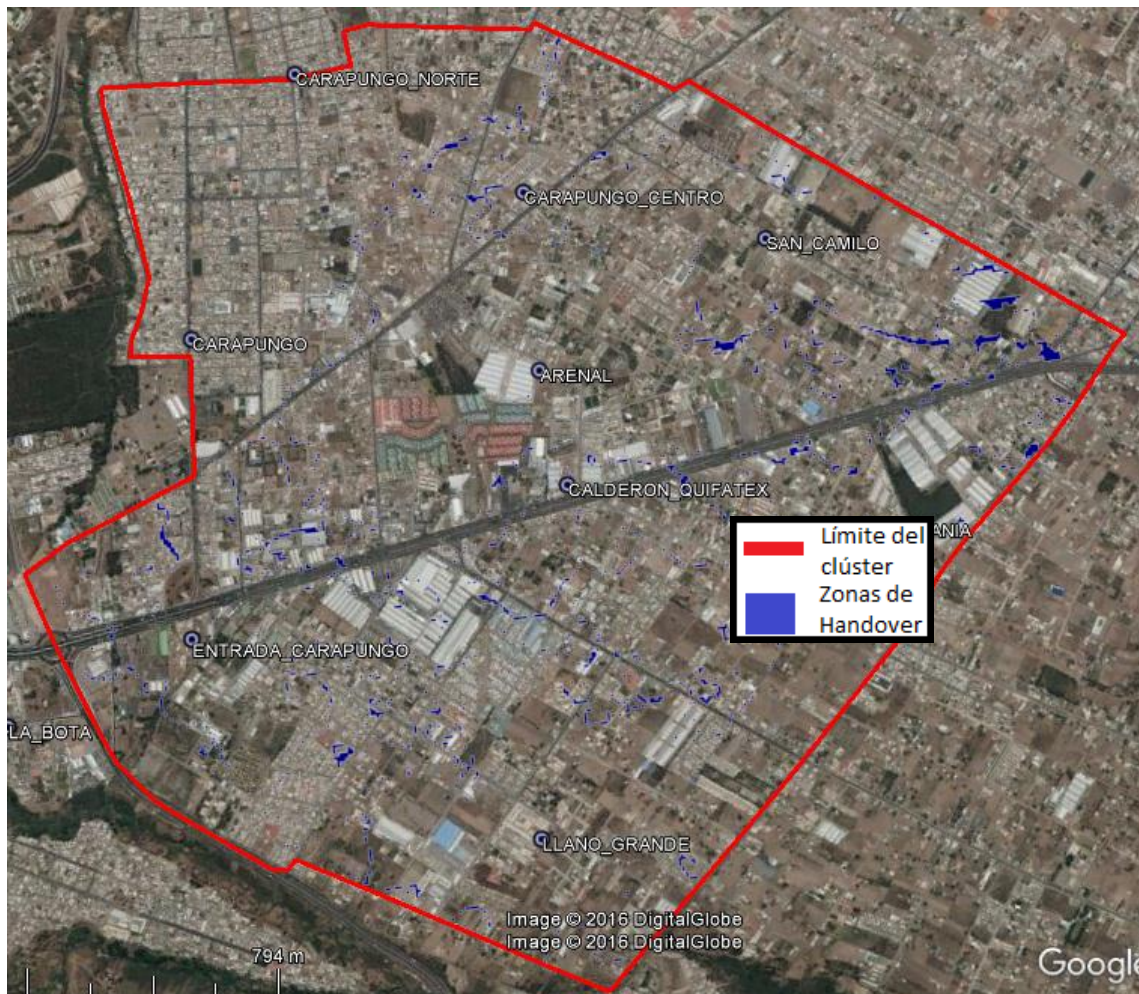 CARAPUNGO_NORTE
CARAPUNGO_CENTRO
SAN_CAMILO
CARAPUNGO
ARENAL
CALDERON_QUIFATEX
ANIA
Límite del
clúster
Zonas de
Handover
ENTRADA_CARAPUNGO
LA_BOTA
LLANO_GRANDE
Image © 2016 DigitalGlobe
Image © 2016 DigitalGlobe
794 m
Google